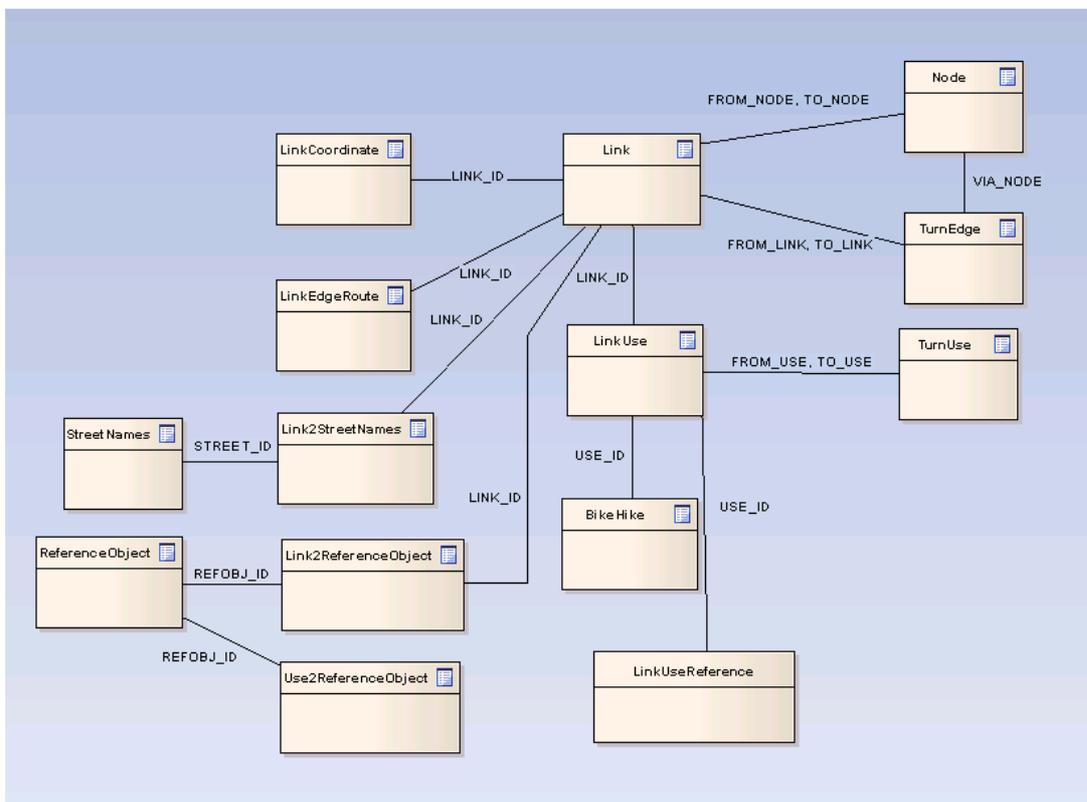 Node
FROM_NODE, TO_NODE
LinkCoordinate
Link
LINK_ID
VIA_NODE
TurnEdge
FROM_LINK, TO_LINK
LINK_ID
LINK_ID
LinkEdgeRoute
LINK_ID
LinkUse
TurnUse
FROM_USE, TO_USE
Link2StreetNames
StreetNames
STREET_ID
USE_ID
LINK_ID
USE_ID
BikeHike
ReferenceObject
Link2ReferenceObject
REFOBJ_ID
REFOBJ_ID
LinkUseReference
Use2ReferenceObject